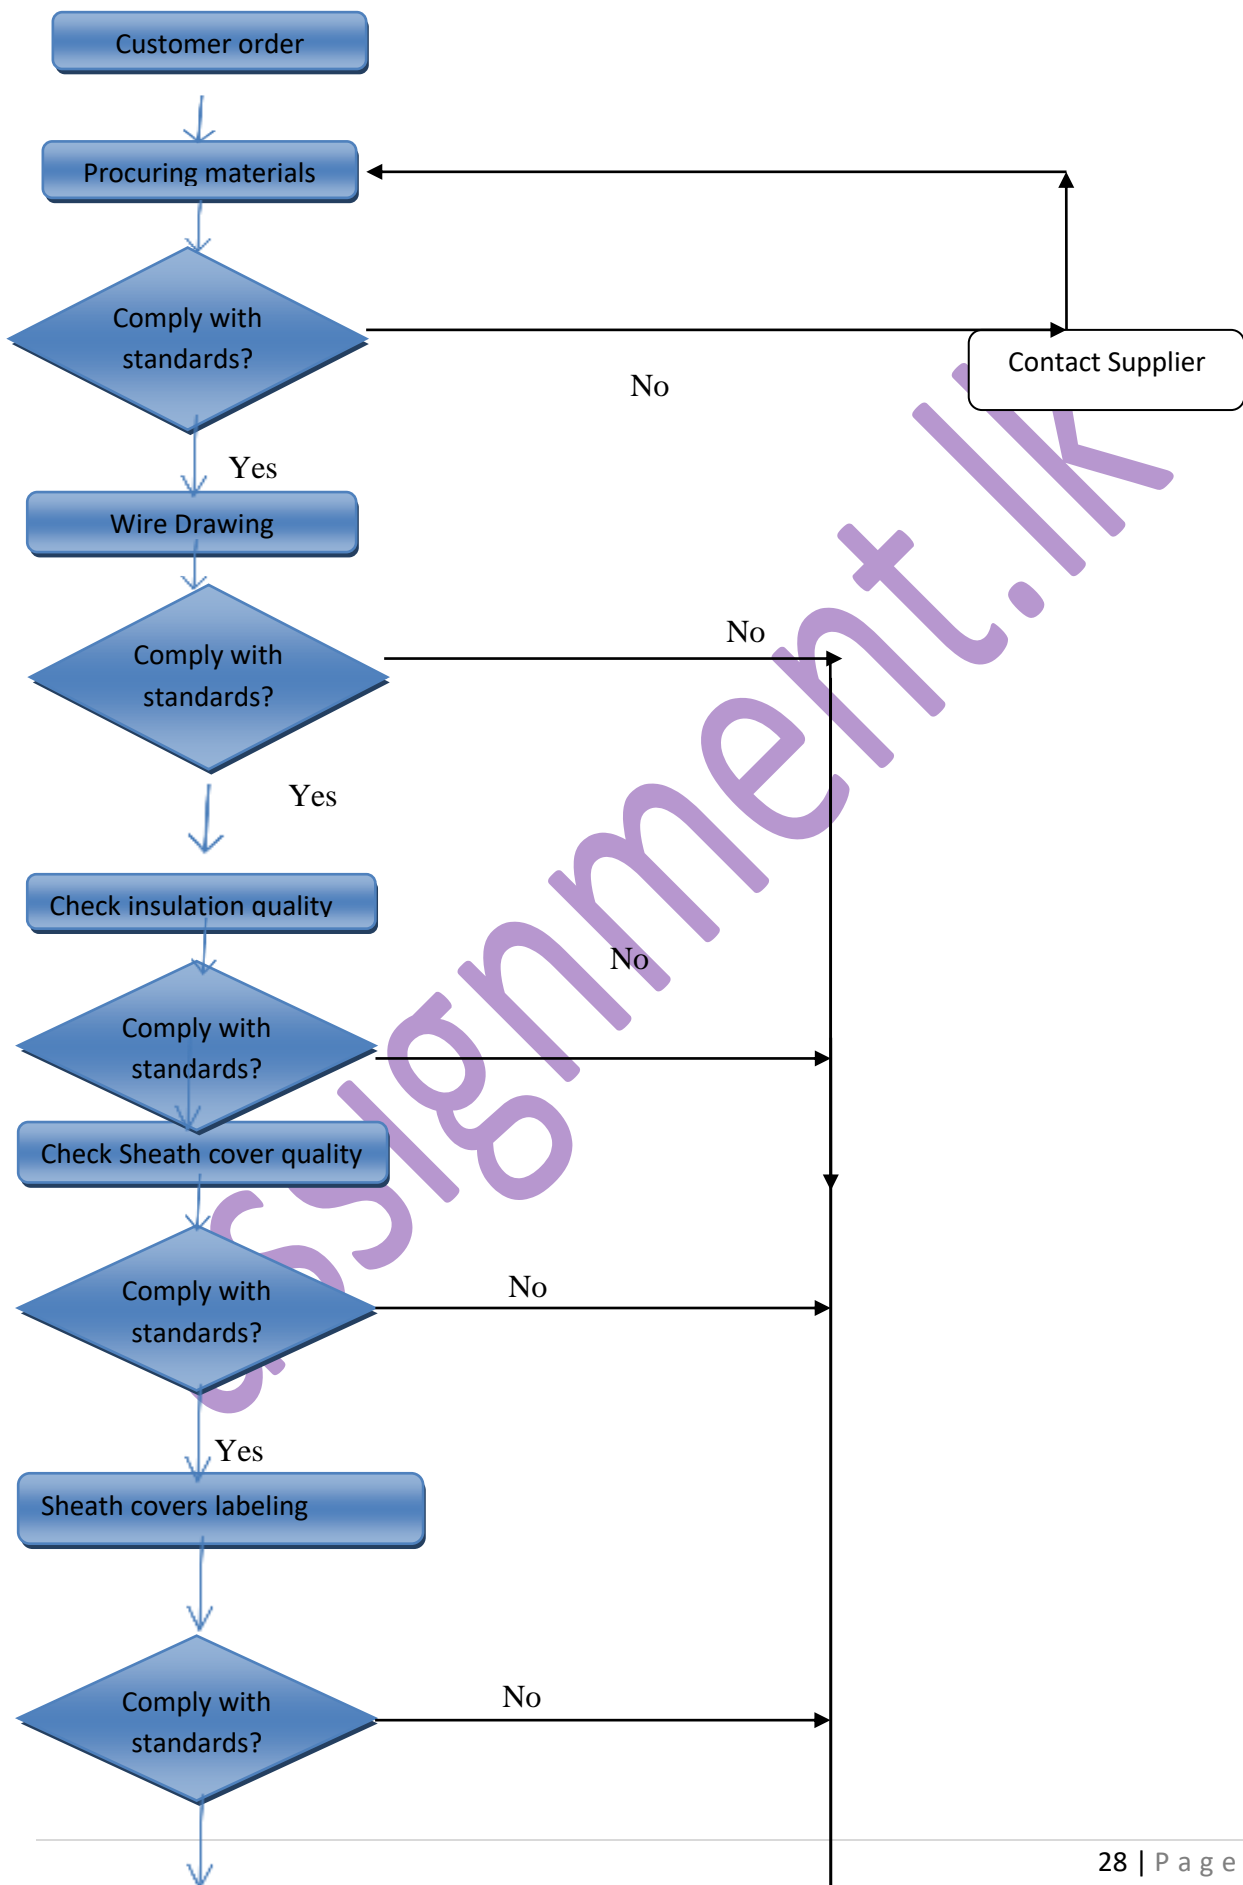 Customer order
Procuring materials
Comply with
standards?
No
Contact Supplier
Yes
Wire Drawing
Comply with
standards?
No
Yes
Check insulation quality
No
Comply with
standards?
Check Sheath cover quality
Comply with
standards?
No
Yes
Sheath covers labeling
Comply with
standards?
No
assignment.lk
28 | Page